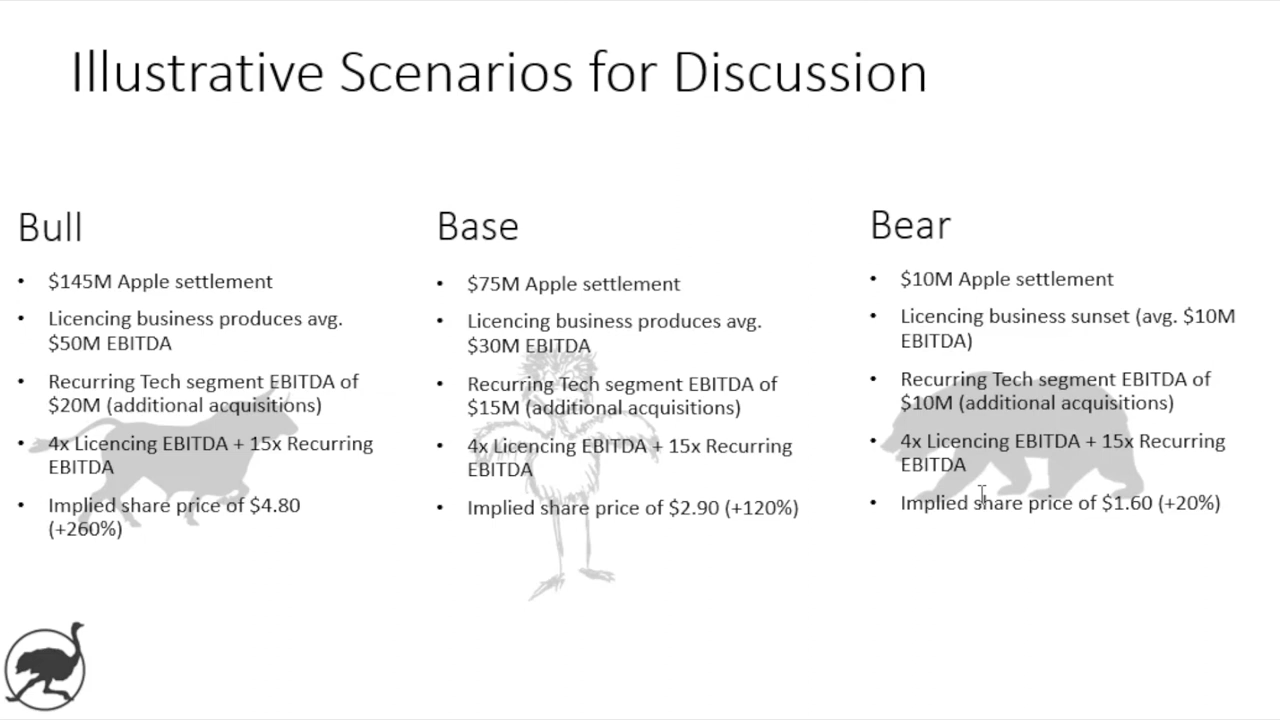 Illustrative Scenarios for Discussion
Bull
• $145M Apple settlement
• Licencing business produces avg.
$50M EBITDA
• Recurring Tech segment EBITDA of
$20M (additional acquisitions)
• 4x Licencing EBITDA + 15x Recurring
EBITDA
• Implied share price of $4.80
(+260%)
Base
• $75M Apple settlement
• Licencing business produces avg.
$30M EBITDA
• Recurring Tech segment EBITDA of
$15M (additional acquisitions)
• 4x Licencing EBITDA + 15x Recurring
EBITDA
• Implied share price of $2.90 (+120%)
Bear
• $10M Apple settlement
• Licencing business sunset (avg. $10M
EBITDA)
• Recurring Tech segment EBITDA of
$10M (additional acquisitions)
• 4x Licencing EBITDA + 15x Recurring
EBITDA
• Implied share price of $1.60 (+20%)